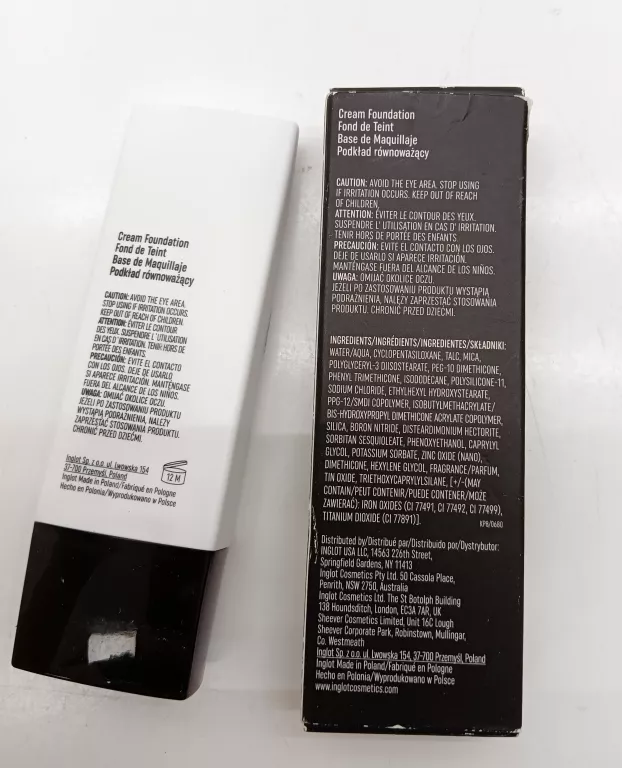 Cream Foundation
Fond de Teint
Base de Maquillaje
Podkład równoważący
CAUTION: AVOID THE EYE AREA.
STOP USING IF IRRITATION OCCURS.
KEEP OUT OF REACH OF CHILDREN.
ATTENTION: ÉVITER LE CONTOUR
DES YEUX. SUSPENDRE L' UTILISATION
EN CAS D' IRRITATION. TENIR HORS DE
PORTÉE DES ENFANTS.
PRECAUCIÓN: EVITE EL CONTACTO
CON LOS OJOS. DEJE DE USARLO
SI APARECE IRRITACIÓN. MANTÉNGASE
FUERA DEL ALCANCE DE LOS NIÑOS.
UWAGA: OMIJAĆ OKOLICE OCZU.
JEŻELI PO ZASTOSOWANIU PRODUKTU
WYSTĄPIĄ PODRAŻNIENIA, NALEŻY
ZAPRZESTAĆ STOSOWANIA PRODUKTU.
CHRONIĆ PRZED DZIEĆMI.
Inglot Sp. z o.o. ul. Lwowska 154
37-700 Przemyśl, Poland
Inglot Made in Poland/Fabriqué en Pologne
Hecho en Polonia/Wyprodukowano w Polsce
12 M
Cream Foundation
Fond de Teint
Base de Maquillaje
Podkład równoważący
CAUTION: AVOID THE EYE AREA. STOP USING
IF IRRITATION OCCURS. KEEP OUT OF REACH
OF CHILDREN.
ATTENTION: ÉVITER LE CONTOUR DES YEUX.
SUSPENDRE L' UTILISATION EN CAS D' IRRITATION.
TENIR HORS DE PORTÉE DES ENFANTS.
PRECAUCIÓN: EVITE EL CONTACTO CON LOS OJOS.
DEJE DE USARLO SI APARECE IRRITACIÓN.
MANTÉNGASE FUERA DEL ALCANCE DE LOS NIÑOS.
UWAGA: OMIJAĆ OKOLICE OCZU.
JEŻELI PO ZASTOSOWANIU PRODUKTU WYSTĄPIĄ
PODRAŻNIENIA, NALEŻY ZAPRZESTAĆ STOSOWANIA
PRODUKTU. CHRONIĆ PRZED DZIEĆMI.
INGREDIENTS/INGRÉDIENTS/INGREDIENTES/SKŁADNIKI:
WATER/AQUA, CYCLOPENTASILOXANE, TALC, MICA,
POLYGLYCERYL-3 DIISOSTEARATE, PEG-10 DIMETHICONE,
PHENYL TRIMETHICONE, ISODODECANE, POLYSILICONE-11,
SODIUM CHLORIDE, ETHYLHEXYL HYDROXYSTEARATE,
PPG-12/SMDI COPOLYMER, ISOBUTYLMETHACRYLATE/
BIS-HYDROXYPROPYL DIMETHICONE ACRYLATE COPOLYMER,
SILICA, BORON NITRIDE, DISTEARDIMONIUM HECTORITE,
SORBITAN SESQUIOLEATE, PHENOXYETHANOL, CAPRYLYL
GLYCOL, POTASSIUM SORBATE, ZINC OXIDE (NANO),
DIMETHICONE, HEXYLENE GLYCOL, FRAGRANCE/PARFUM,
TIN OXIDE, TRIETHOXYCAPRYLYLSILANE, [+/-(MAY
CONTAIN/PEUT CONTENIR/PUEDE CONTENER/MOŻE
ZAWIERAĆ): IRON OXIDES (CI 77491, CI 77492, CI 77499),
TITANIUM DIOXIDE (CI 77891)].
KPB/0680
Distributed by/Distribué par/Distribuido por/Dystrybutor:
INGLOT USA LLC, 14563 226th Street,
Springfield Gardens, NY 11413
Inglot Cosmetics Pty Ltd. 50 Cassola Place,
Penrith, NSW 2750, Australia
Inglot Cosmetics Ltd. The St Botolph Building
138 Houndsditch, London, EC3A 7AR, UK
Sheever Cosmetics Limited, Unit 16C Lough
Sheever Corporate Park, Robinstown, Mullingar,
Co. Westmeath
Inglot Sp. z o.o. ul. Lwowska 154, 37-700 Przemyśl, Poland
Inglot Made in Poland/Fabriqué en Pologne
Hecho en Polonia/Wyprodukowano w Polsce
www.inglotcosmetics.com